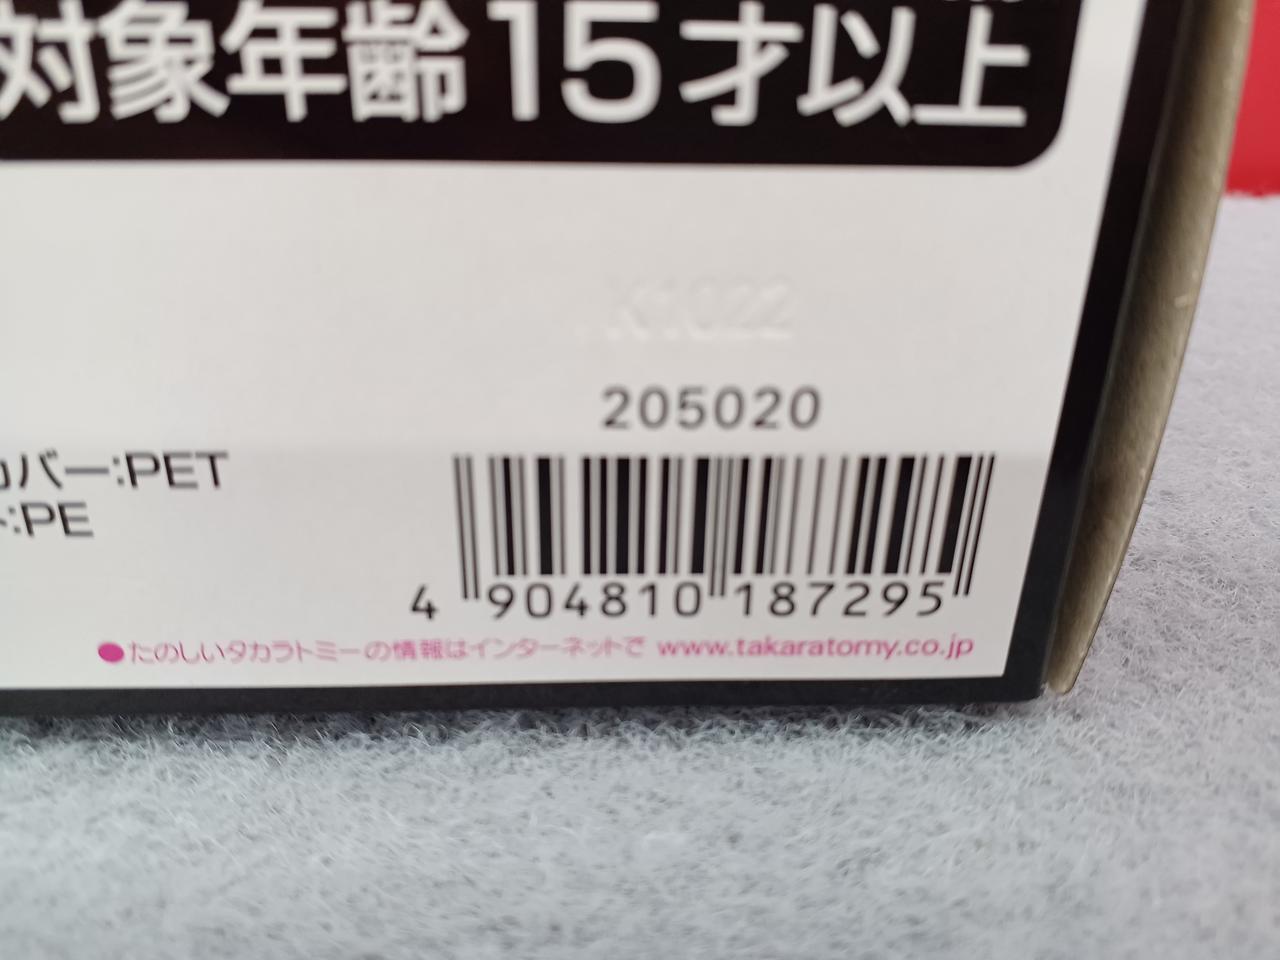 対象年齢15才以上
K1022
205020
カバー:PET
:PE
4 904810 187295
●たのしいタカラトミーの情報はインターネットで www.takaratomy.co.jp